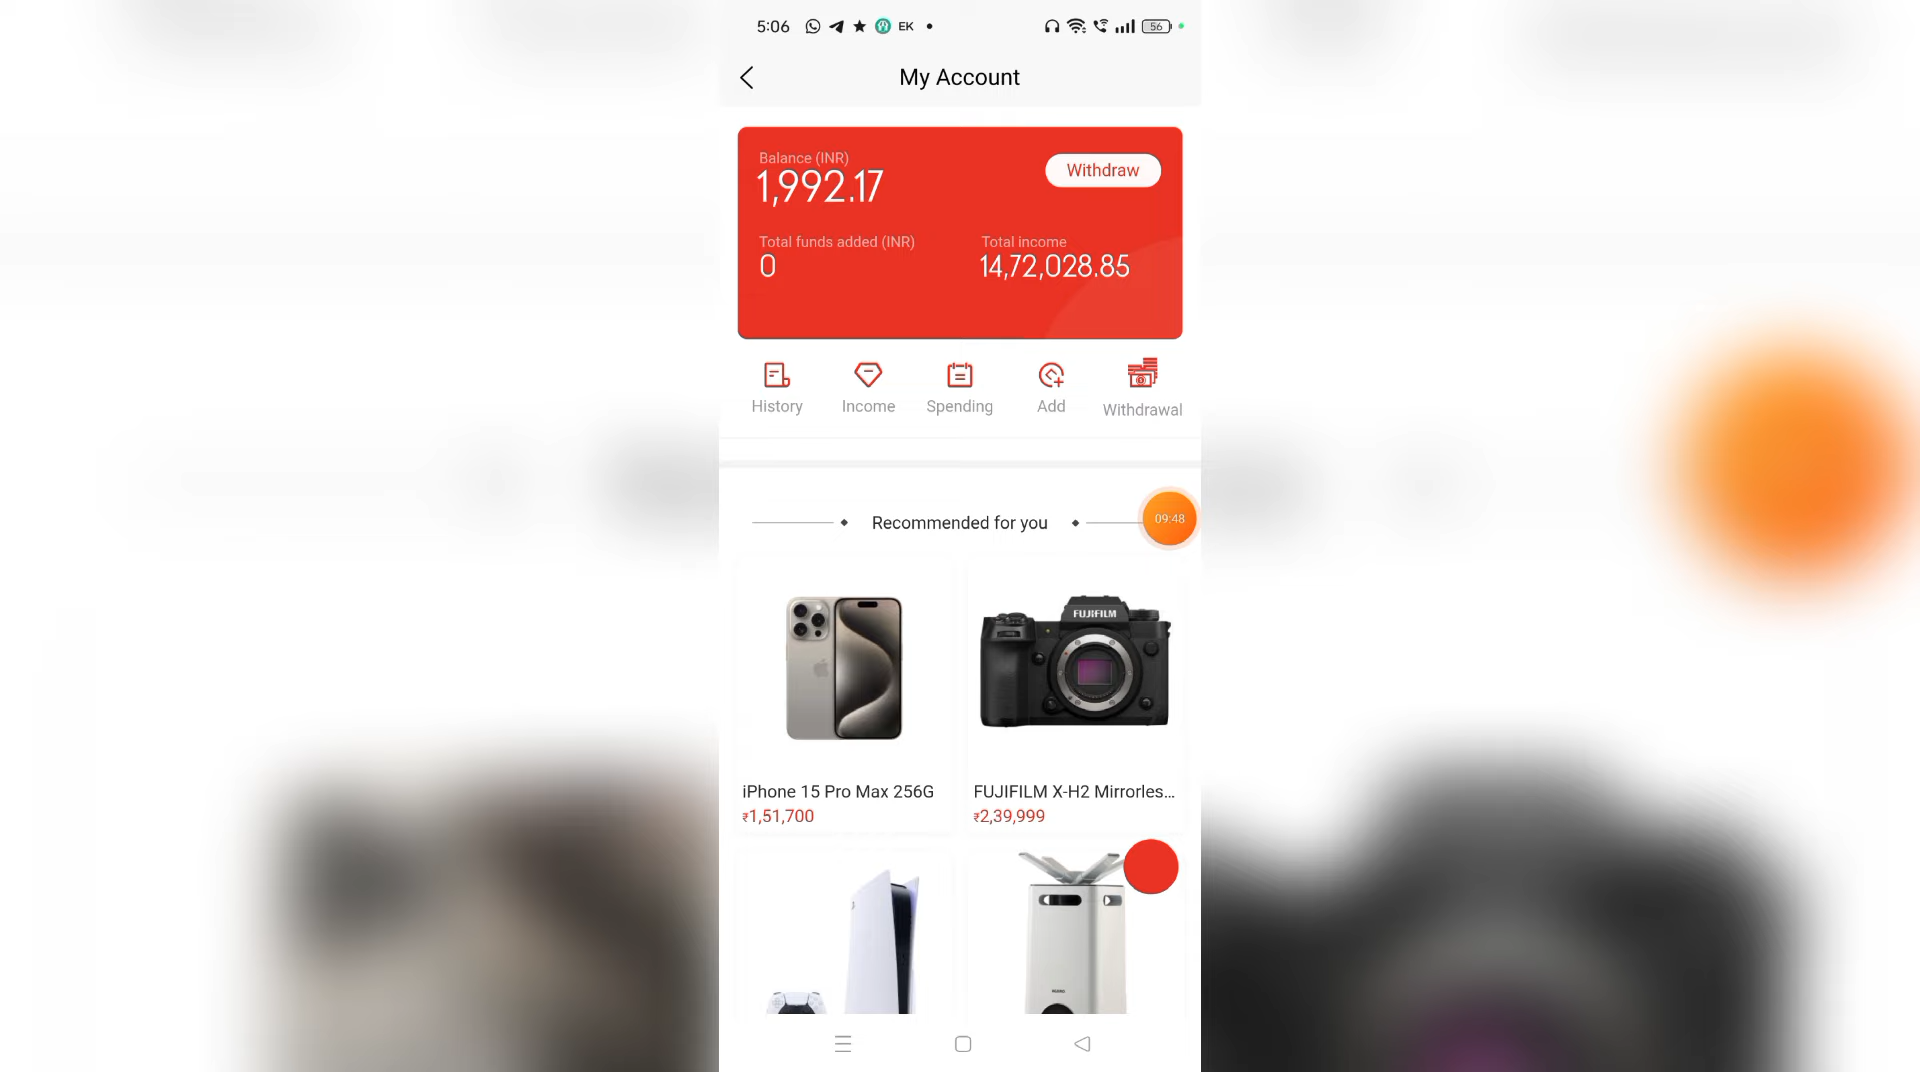 5:06 EK 56
My Account
Balance (INR)
1,992.17
Withdraw
Total funds added (INR)
0
Total income
14,72,028.85
History
Income
Spending
Add
Withdrawal
Recommended for you
09:48
FUJIFILM
iPhone 15 Pro Max 256G
₹1,51,700
FUJIFILM X-H2 Mirrorles...
₹2,39,999